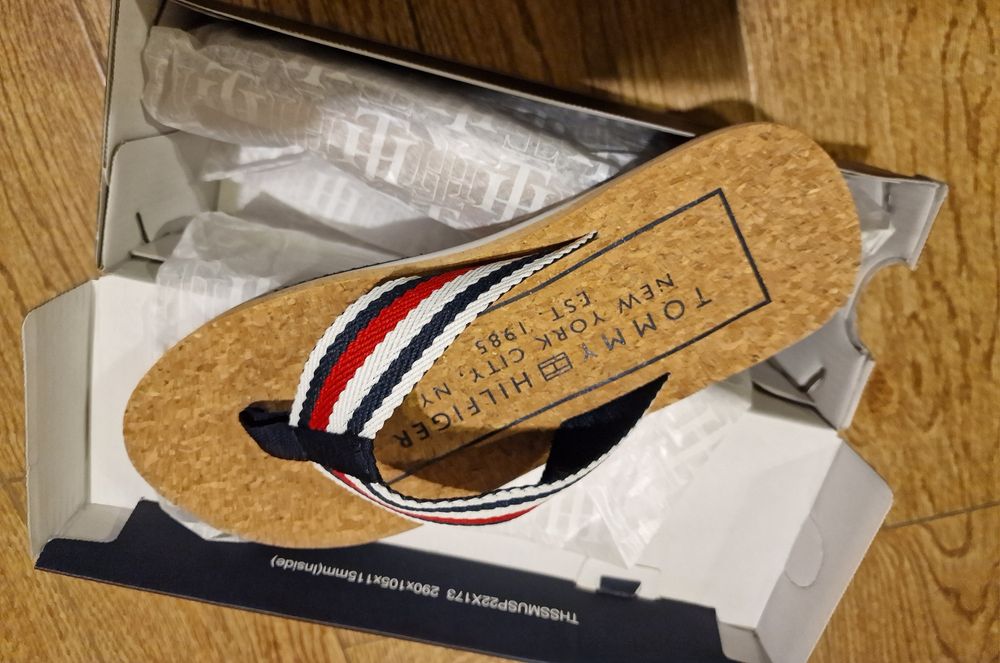 TOMMY HILFIGER
NEW YORK CITY, NY
EST. 1985
THSSMUSP22X173 290x105x115mm(Inside)